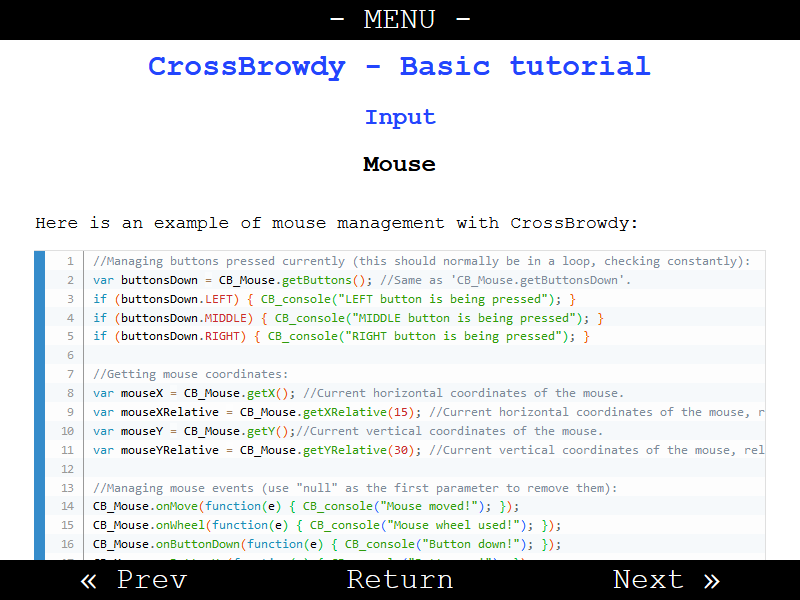 - MENU -
CrossBrowdy - Basic tutorial
Input
Mouse
Here is an example of mouse management with CrossBrowdy:
1 //Managing buttons pressed currently (this should normally be in a loop, checking constantly):
2 var buttonsDown = CB_Mouse.getButtons(); //Same as 'CB_Mouse.getButtonsDown'.
3 if (buttonsDown.LEFT) { CB_console("LEFT button is being pressed"); }
4 if (buttonsDown.MIDDLE) { CB_console("MIDDLE button is being pressed"); }
5 if (buttonsDown.RIGHT) { CB_console("RIGHT button is being pressed"); }
6
7 //Getting mouse coordinates:
8 var mouseX = CB_Mouse.getX(); //Current horizontal coordinates of the mouse.
9 var mouseXRelative = CB_Mouse.getXRelative(15); //Current horizontal coordinates of the mouse, r
10 var mouseY = CB_Mouse.getY();//Current vertical coordinates of the mouse.
11 var mouseYRelative = CB_Mouse.getYRelative(30); //Current vertical coordinates of the mouse, rel
12
13 //Managing mouse events (use "null" as the first parameter to remove them):
14 CB_Mouse.onMove(function(e) { CB_console("Mouse moved!"); });
15 CB_Mouse.onWheel(function(e) { CB_console("Mouse wheel used!"); });
16 CB_Mouse.onButtonDown(function(e) { CB_console("Button down!"); });
« Prev Return Next »